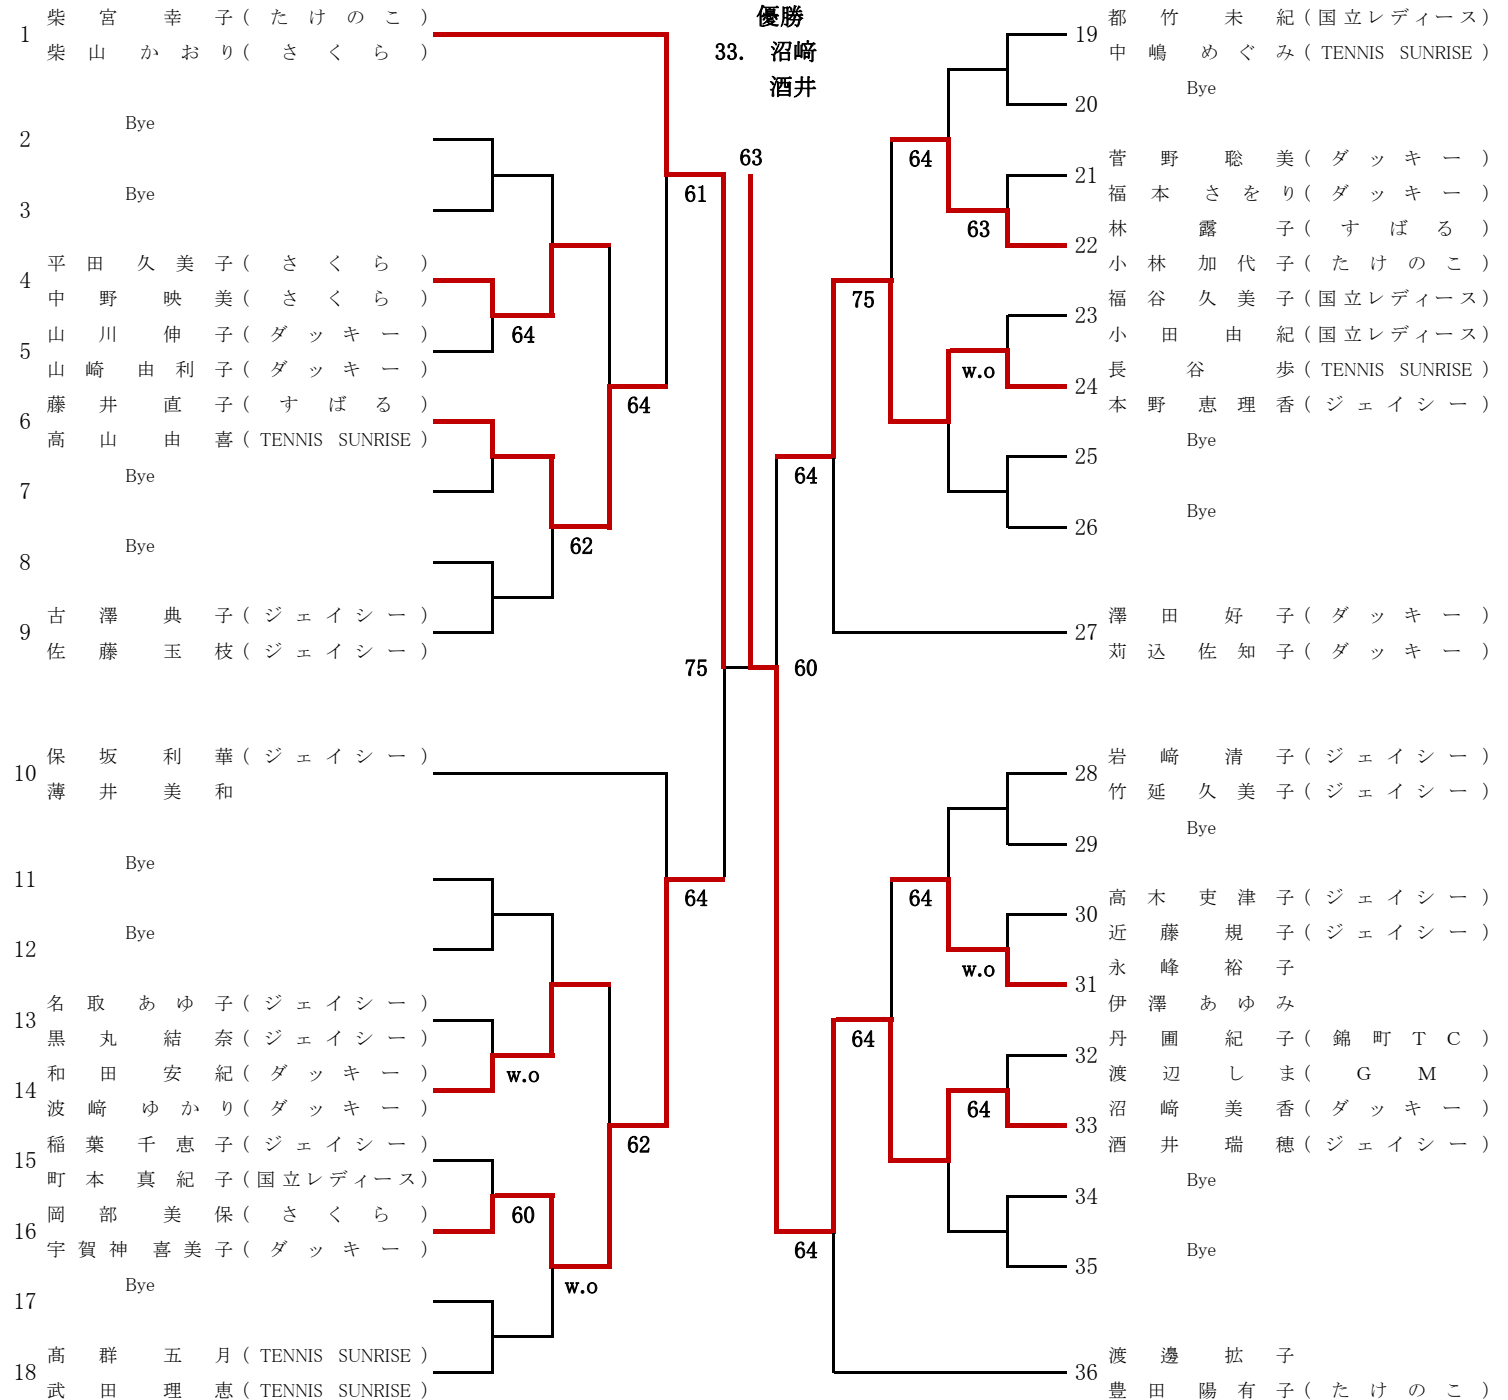 優勝
33. 沼﨑
酒井
1 柴宮幸子(たけのこ)
柴山かおり(さくら)
2 Bye
3 Bye
4 平田久美子(さくら)
中野映美(さくら)
5 山川伸子(ダッキー)
山崎由利子(ダッキー)
6 藤井直子(すばる)
高山由喜(TENNIS SUNRISE)
7 Bye
8 Bye
9 古澤典子(ジェイシー)
佐藤玉枝(ジェイシー)
10 保坂利華(ジェイシー)
薄井美和
11 Bye
12 Bye
13 名取あゆ子(ジェイシー)
黒丸結奈(ジェイシー)
14 和田安紀(ダッキー)
波﨑ゆかり(ダッキー)
15 稲葉千恵子(ジェイシー)
町本真紀子(国立レディース)
16 岡部美保(さくら)
宇賀神喜美子(ダッキー)
17 Bye
18 髙群五月(TENNIS SUNRISE)
武田理恵(TENNIS SUNRISE)
64
62
64
61
75
w.o
60
w.o
62
64
63
19 都竹未紀(国立レディース)
中嶋めぐみ(TENNIS SUNRISE)
20 Bye
21 菅野聡美(ダッキー)
福本さをり(ダッキー)
22 林露子(すばる)
小林加代子(たけのこ)
23 福谷久美子(国立レディース)
小田由紀(国立レディース)
24 長谷歩(TENNIS SUNRISE)
本野恵理香(ジェイシー)
25 Bye
26 Bye
27 澤田好子(ダッキー)
苅込佐知子(ダッキー)
28 岩﨑清子(ジェイシー)
竹延久美子(ジェイシー)
29 Bye
30 高木吏津子(ジェイシー)
近藤規子(ジェイシー)
31 永峰裕子
伊澤あゆみ
32 丹圃紀子(錦町TC)
渡辺しま(GM)
33 沼﨑美香(ダッキー)
酒井瑞穂(ジェイシー)
34 Bye
35 Bye
36 渡邊拡子
豊田陽有子(たけのこ)
64
63
75
w.o
64
60
64
w.o
64
64
64